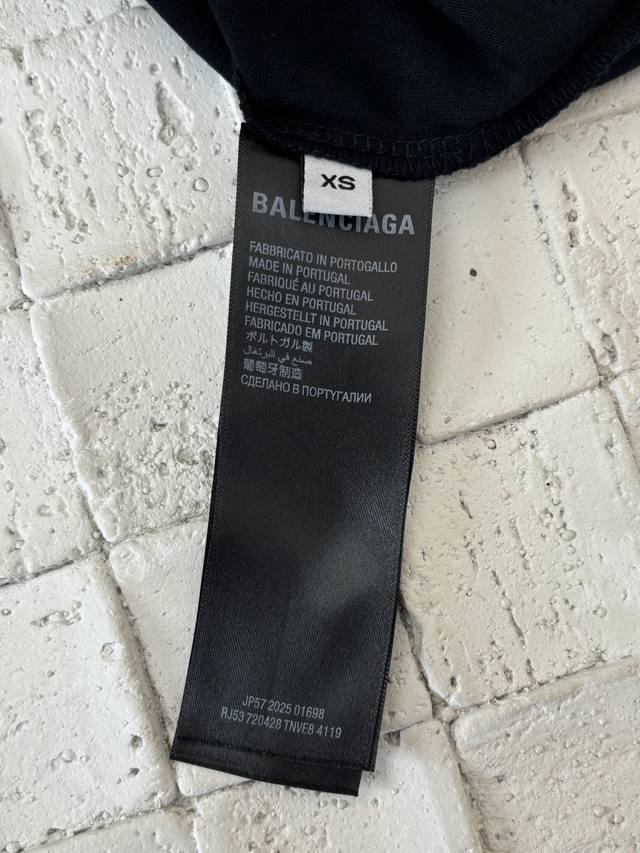 XS
BALENCIAGA
FABBRICATO IN PORTOGALLO
MADE IN PORTUGAL
FABRIQUÉ AU PORTUGAL
HECHO EN PORTUGAL
HERGESTELLT IN PORTUGAL
FABRICADO EM PORTUGAL
ポルトガル製
صنع في البرتغال
葡萄牙制造
СДЕЛАНО В ПОРТУГАЛИИ
JP57 2025 01698
RJ53 720428 TNVE8 4119